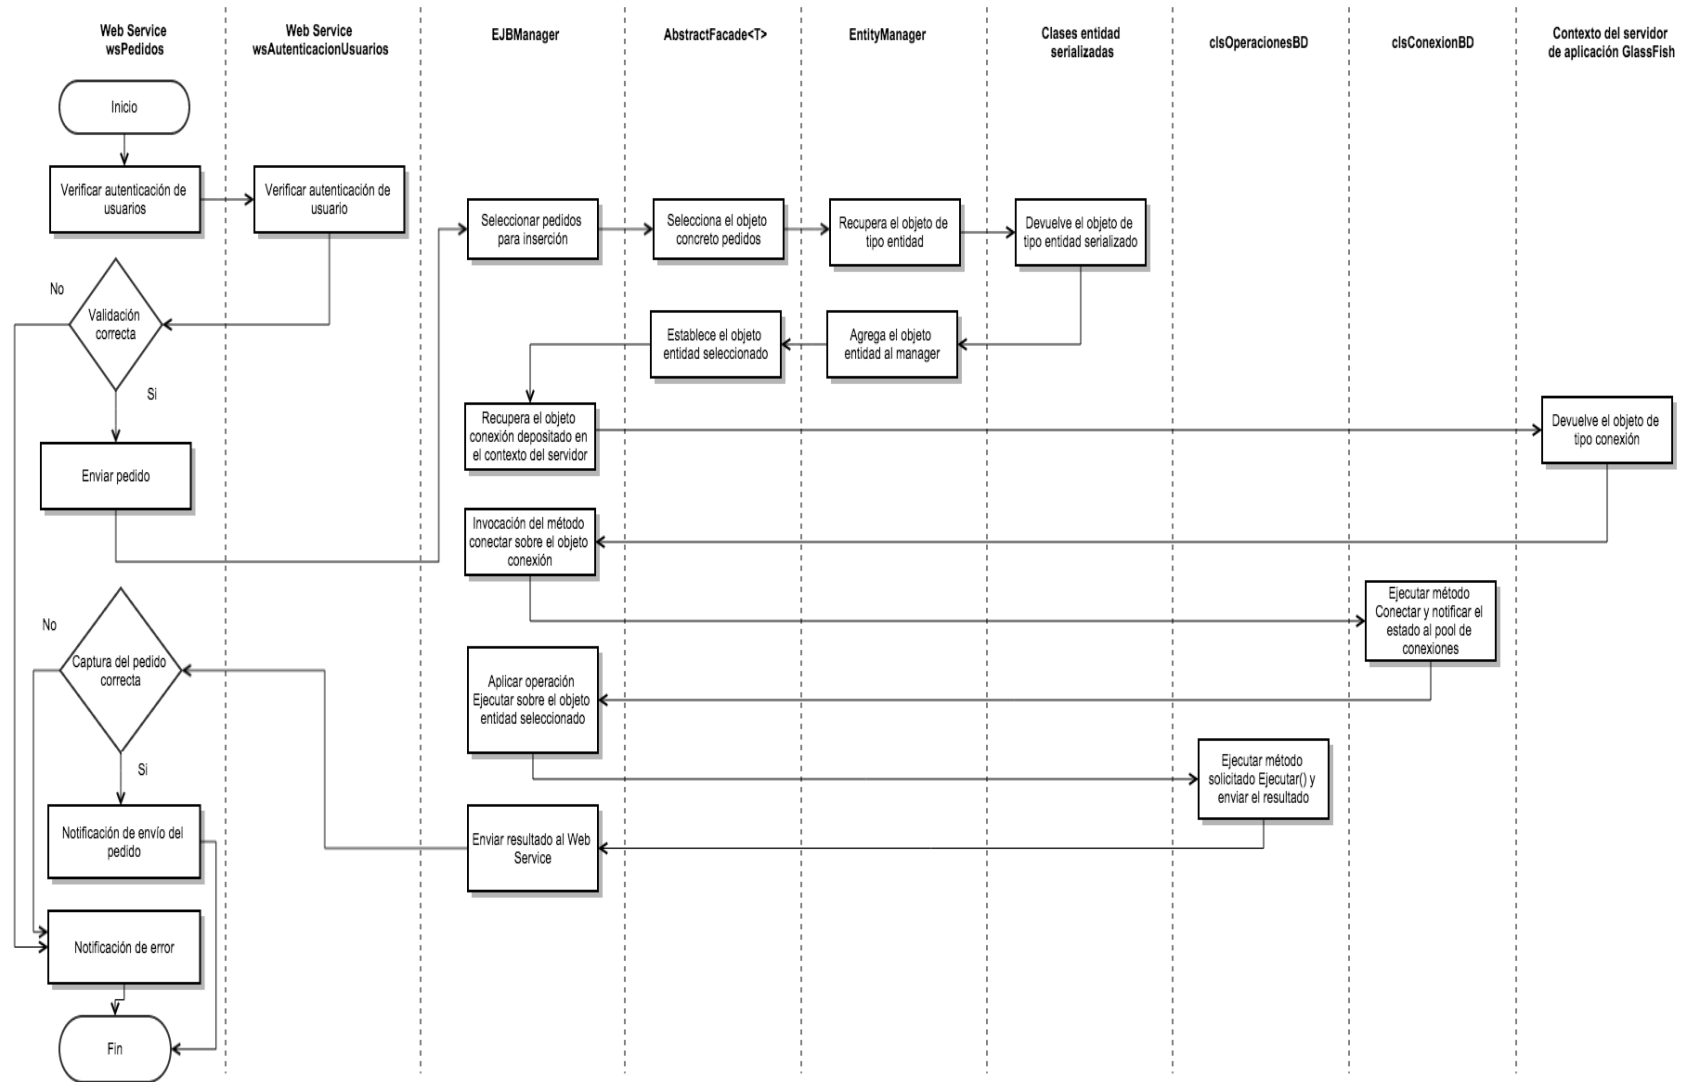 Web Service
wsPedidos
Web Service
wsAutenticacionUsuarios
EJBManager
AbstractFacade<T>
EntityManager
Clases entidad
serializadas
clsOperacionesBD
clsConexionBD
Contexto del servidor
de aplicación GlassFish
Inicio
Verificar autenticación de
usuarios
Verificar autenticación de
usuario
Seleccionar pedidos
para inserción
Selecciona el objeto
concreto pedidos
Recupera el objeto de
tipo entidad
Devuelve el objeto de
tipo entidad serializado
No
Validación
correcta
Si
Establece el objeto
entidad seleccionado
Agrega el objeto
entidad al manager
Recupera el objeto
conexión depositado en
el contexto del servidor
Devuelve el objeto de
tipo conexión
Enviar pedido
Invocación del método
conectar sobre el objeto
conexión
Ejecutar método
Conectar y notificar el
estado al pool de
conexiones
No
Captura del pedido
correcta
Si
Aplicar operación
Ejecutar sobre el objeto
entidad seleccionado
Ejecutar método
solicitado Ejecutar() y
enviar el resultado
Notificación de envío del
pedido
Enviar resultado al Web
Service
Notificación de error
Fin